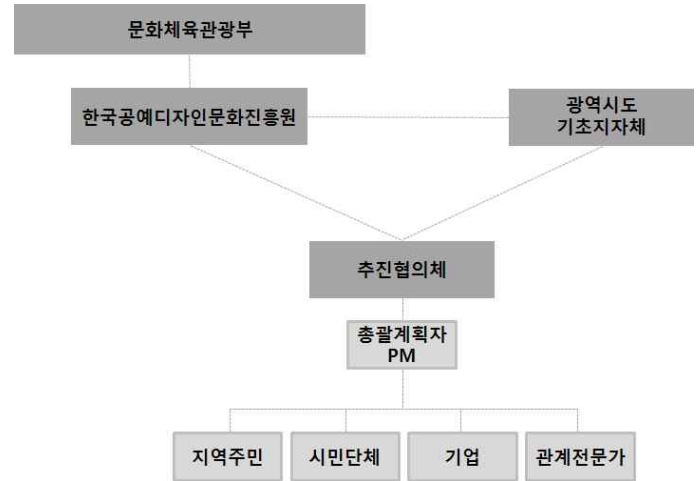 문화체육관광부
한국공예디자인문화진흥원
광역시도
기초지자체
추진협의체
총괄계획자
PM
지역주민
시민단체
기업
관계전문가